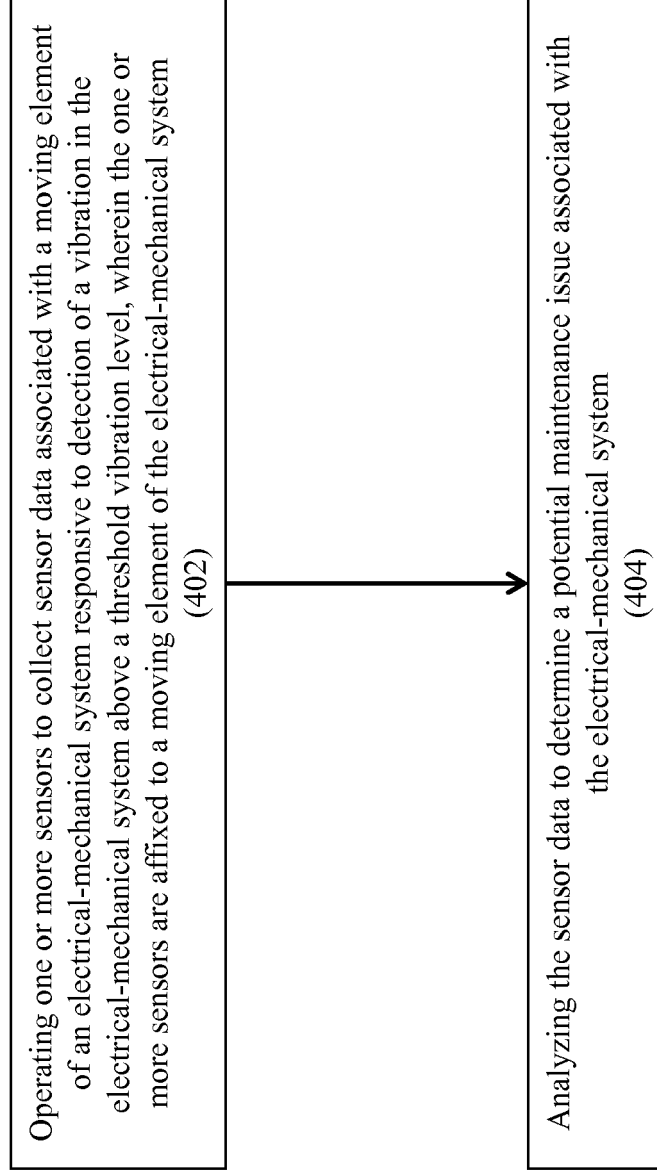 Operating one or more sensors to collect sensor data associated with a moving element
of an electrical-mechanical system responsive to detection of a vibration in the
electrical-mechanical system above a threshold vibration level, wherein the one or
more sensors are affixed to a moving element of the electrical-mechanical system
(402)
Analyzing the sensor data to determine a potential maintenance issue associated with
the electrical-mechanical system
(404)